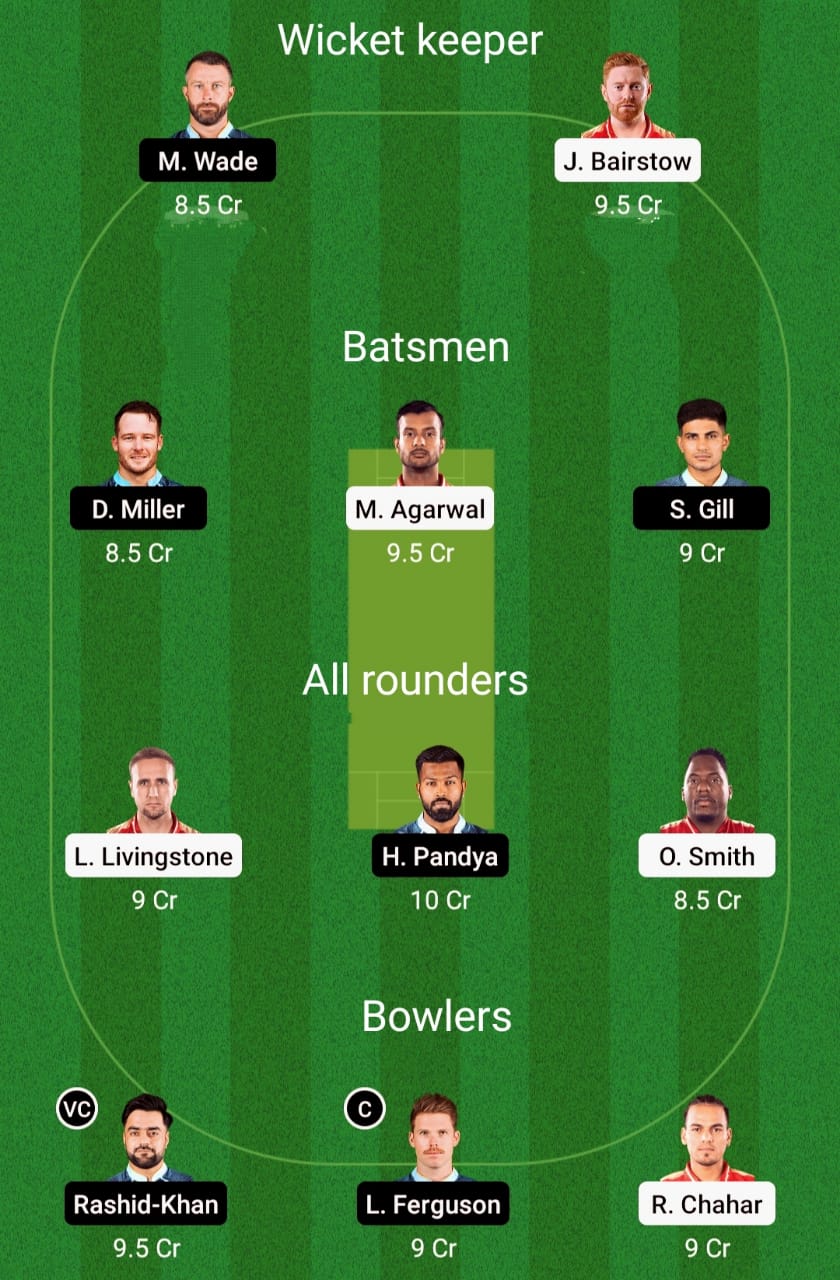 Wicket keeper
M. Wade
J. Bairstow
8.5 Cr
9.5 Cr
Batsmen
D. Miller
M. Agarwal
S. Gill
8.5 Cr
9.5 Cr
9 Cr
All rounders
L. Livingstone
H. Pandya
O. Smith
9 Cr
10 Cr
8.5 Cr
Bowlers
VC
C
Rashid-Khan
L. Ferguson
R. Chahar
9.5 Cr
9 Cr
9 Cr